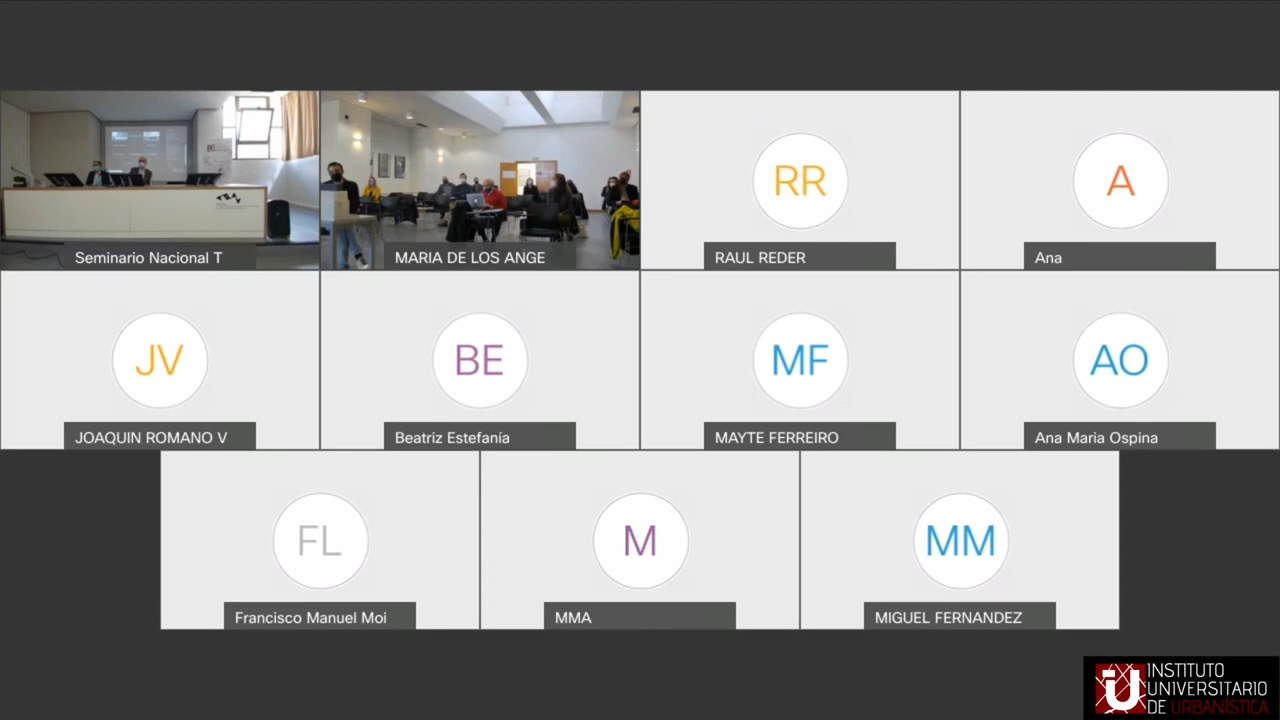 Seminario Nacional T
MARIA DE LOS ANGE
RR
RAUL REDER
A
Ana
JV
JOAQUIN ROMANO V
BE
Beatriz Estefanía
MF
MAYTE FERREIRO
AO
Ana Maria Ospina
FL
Francisco Manuel Moi
M
MMA
MM
MIGUEL FERNANDEZ
iU
INSTITUTO
UNIVERSITARIO
DE URBANÍSTICA